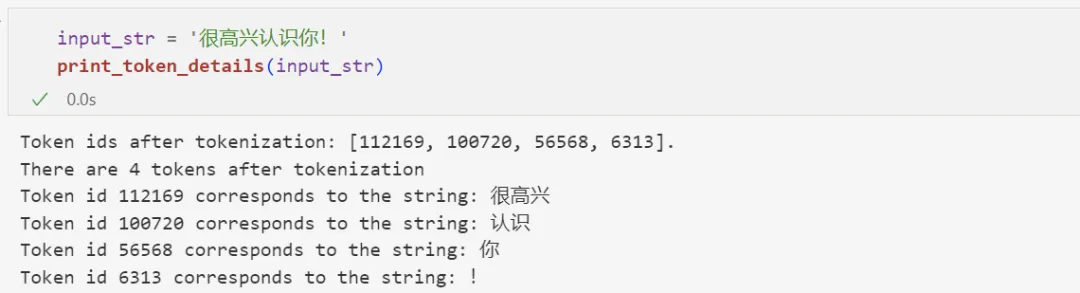 input_str = '很高兴认识你！'
print_token_details(input_str)
0.0s
Token ids after tokenization: [112169, 100720, 56568, 6313].
There are 4 tokens after tokenization
Token id 112169 corresponds to the string: 很高兴
Token id 100720 corresponds to the string: 认识
Token id 56568 corresponds to the string: 你
Token id 6313 corresponds to the string: ！